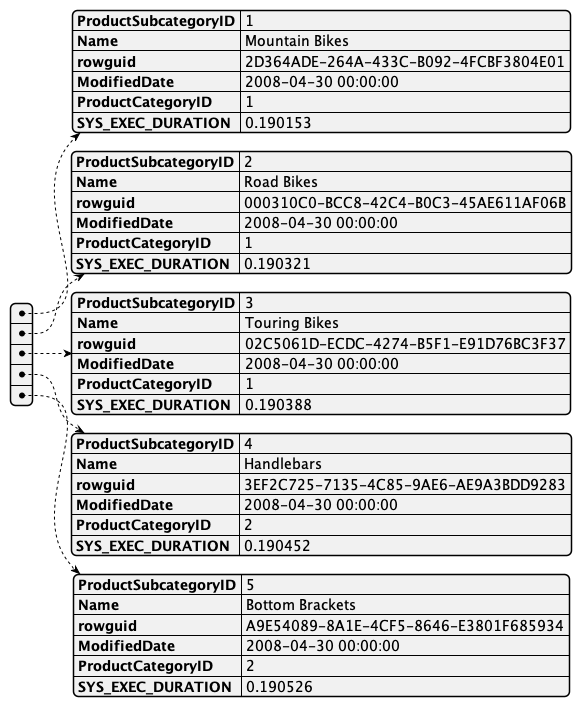 ProductSubcategoryID 1
Name Mountain Bikes
rowguid 2D364ADE-264A-433C-B092-4FCBF3804E01
ModifiedDate 2008-04-30 00:00:00
ProductCategoryID 1
SYS_EXEC_DURATION 0.190153
ProductSubcategoryID 2
Name Road Bikes
rowguid 000310C0-BCC8-42C4-B0C3-45AE611AF06B
ModifiedDate 2008-04-30 00:00:00
ProductCategoryID 1
SYS_EXEC_DURATION 0.190321
ProductSubcategoryID 3
Name Touring Bikes
rowguid 02C5061D-ECDC-4274-B5F1-E91D76BC3F37
ModifiedDate 2008-04-30 00:00:00
ProductCategoryID 1
SYS_EXEC_DURATION 0.190388
ProductSubcategoryID 4
Name Handlebars
rowguid 3EF2C725-7135-4C85-9AE6-AE9A3BDD9283
ModifiedDate 2008-04-30 00:00:00
ProductCategoryID 2
SYS_EXEC_DURATION 0.190452
ProductSubcategoryID 5
Name Bottom Brackets
rowguid A9E54089-8A1E-4CF5-8646-E3801F685934
ModifiedDate 2008-04-30 00:00:00
ProductCategoryID 2
SYS_EXEC_DURATION 0.190526